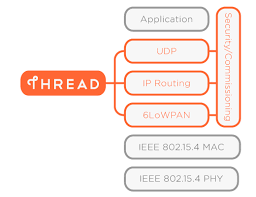 Application
UDP
THREAD
IP Routing
6LoWPAN
Security/Commissioning
IEEE 802.15.4 MAC
IEEE 802.15.4 PHY